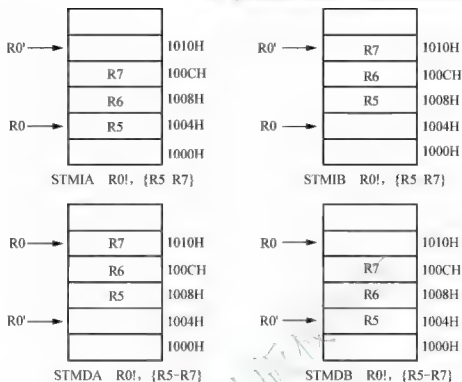 R0' R7 1010H
R7 100CH
R6 1008H
R0 R5 1004H
1000H
STMIA R0!, {R5 R7}
R0' R7 1010H
R6 100CH
R5 1008H
R0 1004H
1000H
STMIB R0!, {R5 R7}
R0 R7 1010H
R6 100CH
R5 1008H
R0' 1004H
1000H
STMDA R0!, {R5-R7}
R0 1010H
R7 100CH
R6 1008H
R0' R5 1004H
1000H
STMDB R0!, {R5-R7}